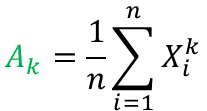 $A_k = \frac{1}{n} \sum_{i=1}^{n} X_i^k$